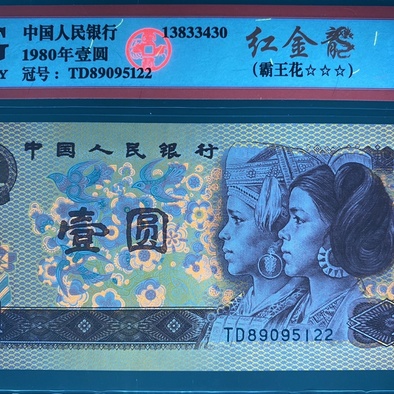 中国人民银行
13833430
1980年壹圆
冠号：TD89095122
红金龍
(霸王花☆☆☆)
中国人民银行
壹圆
TD89095122